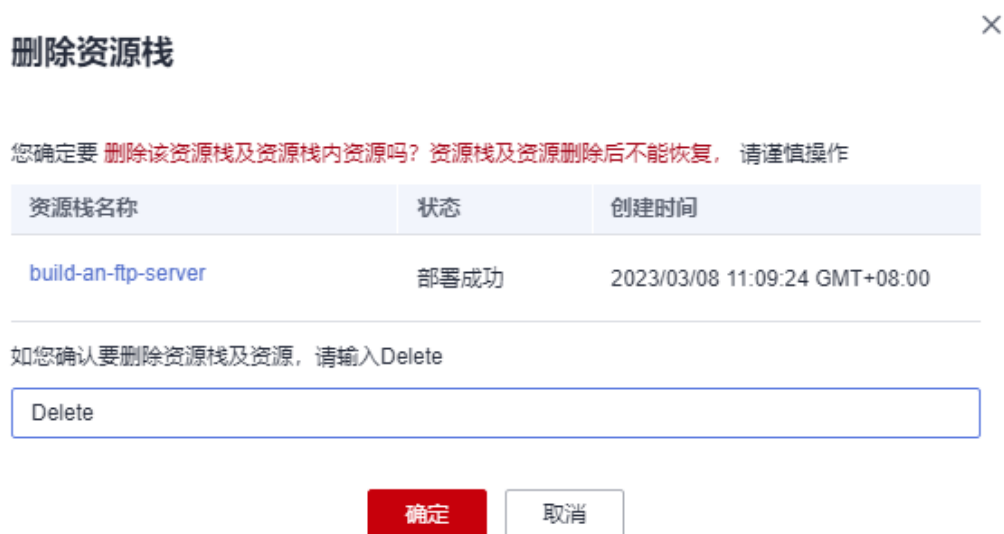 删除资源栈
您确定要 删除该资源栈及资源栈内资源吗？资源栈及资源删除后不能恢复， 请谨慎操作
资源栈名称 状态 创建时间
build-an-ftp-server 部署成功 2023/03/08 11:09:24 GMT+08:00
如您确认要删除资源栈及资源，请输入Delete
Delete
确定 取消